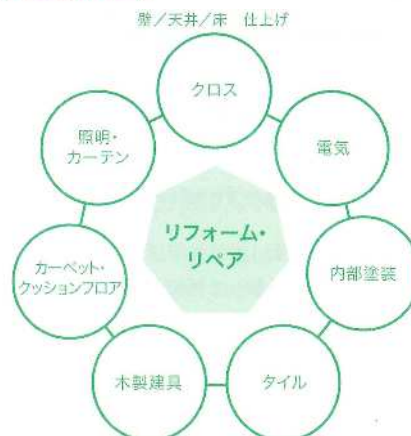 壁／天井／床　仕上げ
クロス
電気
内部塗装
タイル
木製建具
カーペット・
クッションフロア
照明・
カーテン
リフォーム・
リペア